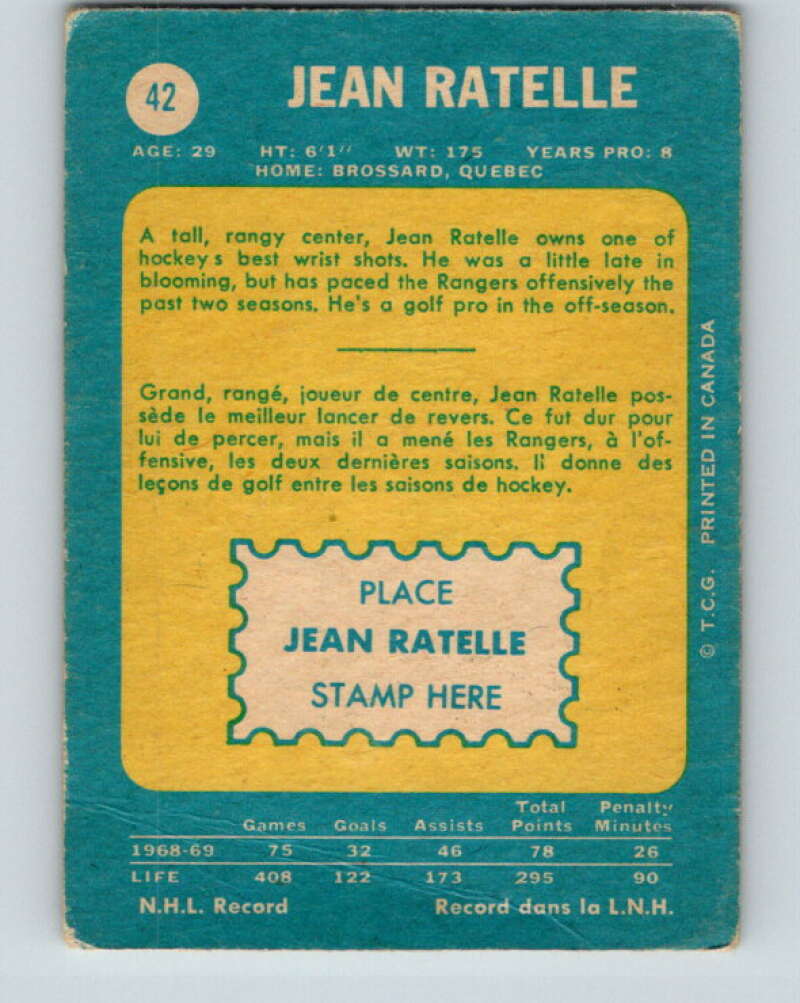 42
JEAN RATELLE
AGE: 29 HT: 6'1" WT: 175 YEARS PRO: 8
HOME: BROSSARD, QUEBEC
A tall, rangy center, Jean Ratelle owns one of
hockeys best wrist shots. He was a little late in
blooming, but has paced the Rangers offensively the
past two seasons. He's a golf pro in the off-season.
Grand, rangé, joueur de centre, Jean Ratelle pos-
sède le meilleur lancer de revers. Ce fut dur pour
lui de percer, mais il a mené les Rangers, à l'of-
fensive, les deux dernières saisons. Il donne des
leçons de golf entre les saisons de hockey.
PLACE
JEAN RATELLE
STAMP HERE
© T.C.G. PRINTED IN CANADA
Total Penalty
Games Goals Assists Points Minutes
1968-69 75 32 46 78 26
LIFE 408 122 173 295 90
N.H.L. Record Record dans la L.N.H.